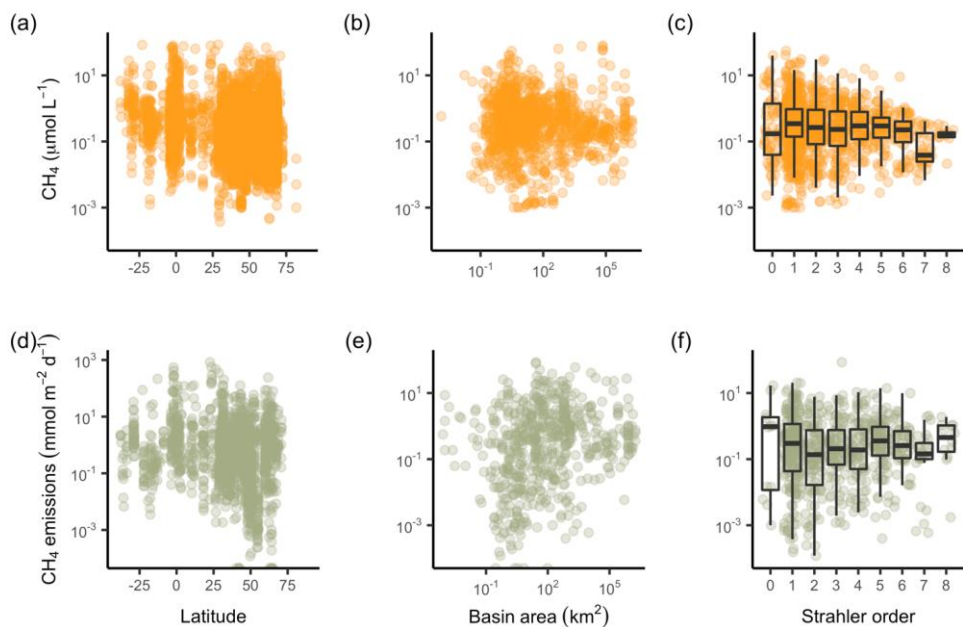 (a) (b) (c)
CH₄ (μmol L⁻¹)
10¹
10⁻¹
10⁻³
-25 0 25 50 75
10¹
10⁻¹
10⁻³
10⁻¹ 10² 10⁵
10¹
10⁻¹
10⁻³
0 1 2 3 4 5 6 7 8
(d) (e) (f)
CH₄ emissions (mmol m⁻² d⁻¹)
10³
10¹
10⁻¹
10⁻³
-25 0 25 50 75
Latitude
10¹
10⁻¹
10⁻³
10⁻¹ 10² 10⁵
Basin area (km²)
10¹
10⁻¹
10⁻³
0 1 2 3 4 5 6 7 8
Strahler order